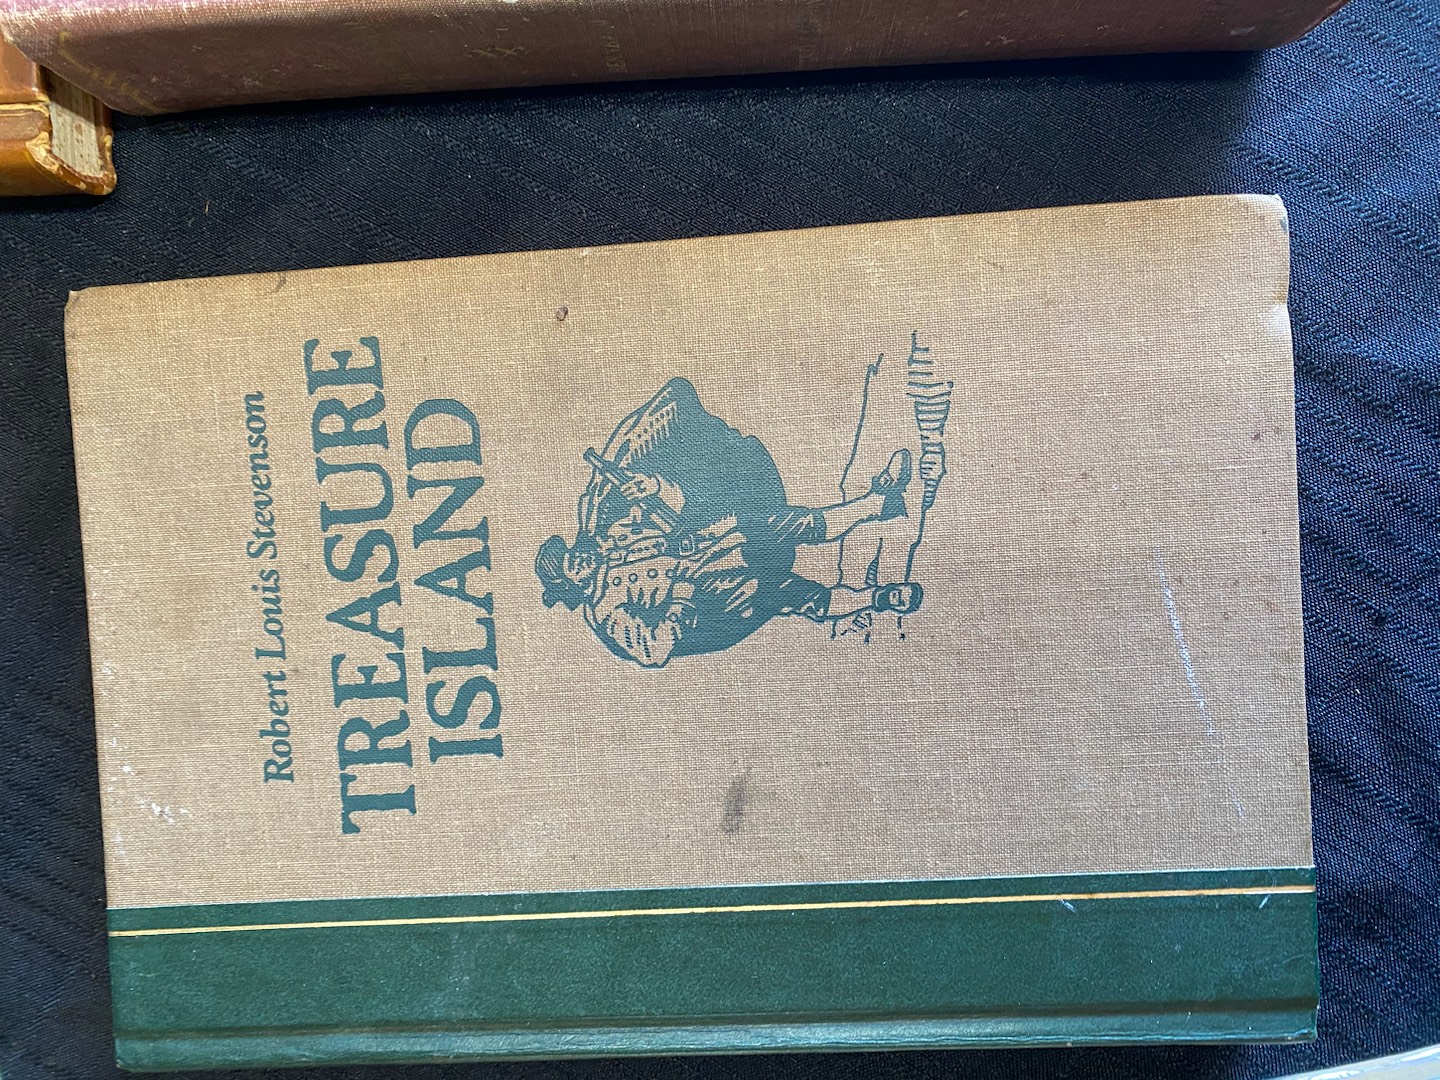 Robert Louis Stevenson
TREASURE
ISLAND